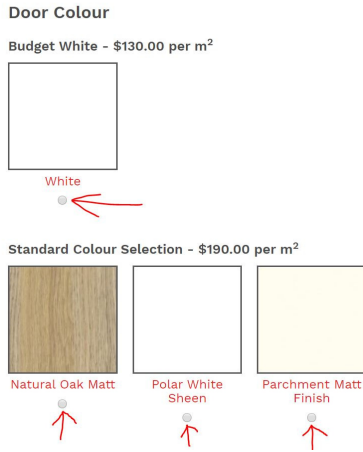 Door Colour
Budget White - $130.00 per m²
White
Standard Colour Selection - $190.00 per m²
Natural Oak Matt
Polar White
Sheen
Parchment Matt
Finish